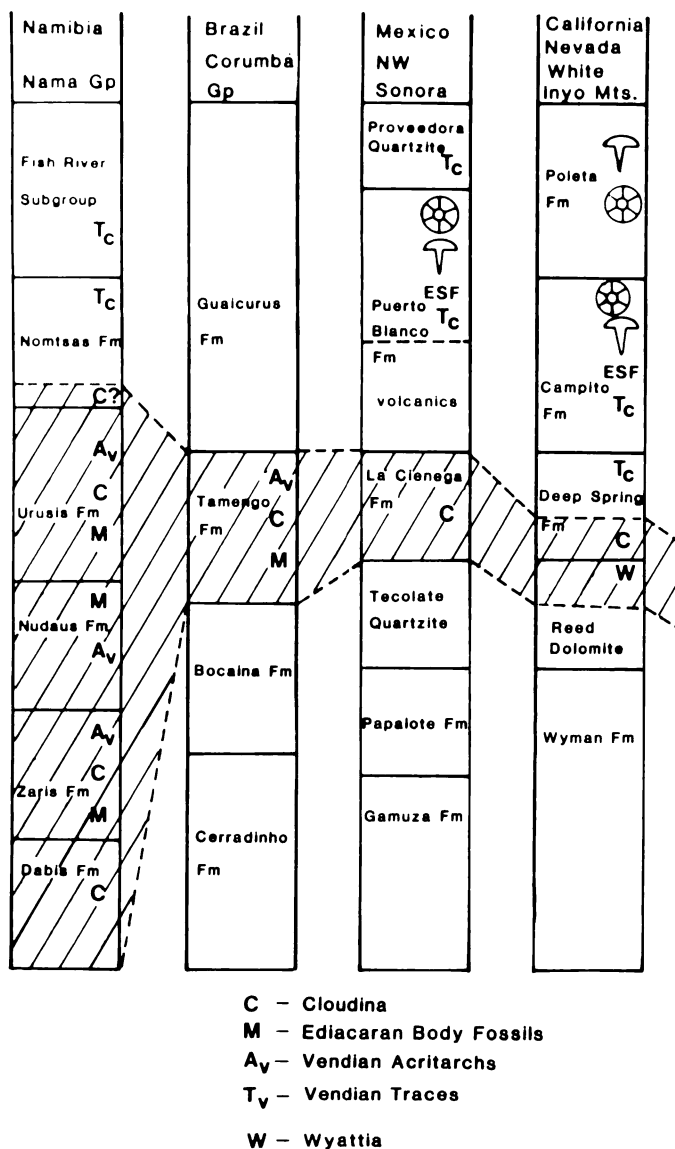 Namibia
Nama Gp
Fish River
Subgroup
Tc
Tc
Nomtsas Fm
C?
Av
C
Urusis Fm
M
M
Nudaus Fm
Av
Av
C
Zaris Fm
M
Dabis Fm
C
Brazil
Corumbá
Gp
Guaicurus
Fm
Av
Tamengo
C
Fm
M
Bocaina Fm
Cerradinho
Fm
Mexico
NW
Sonora
Proveedora
Quartzite
Tc
ESF
Puerto
Tc
Blanco
Fm
volcanics
La Cienega
Fm
C
Tecolate
Quartzite
Papalote Fm
Gamuza Fm
California
Nevada
White
Inyo Mts.
Poleta
Fm
ESF
Campito
Tc
Fm
Tc
Deep Spring
Fm
C
W
Reed
Dolomite
Wyman Fm
C – Cloudina
M – Ediacaran Body Fossils
Av – Vendian Acritarchs
Tv – Vendian Traces
W – Wyattia